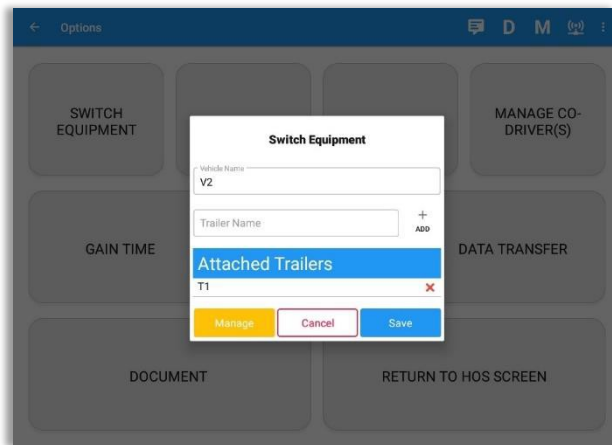 Options
D M
SWITCH
EQUIPMENT
MANAGE CO-
DRIVER(S)
Switch Equipment
Vehicle Name
V2
Trailer Name
+
ADD
GAIN TIME
DATA TRANSFER
Attached Trailers
T1
Manage Cancel Save
DOCUMENT
RETURN TO HOS SCREEN